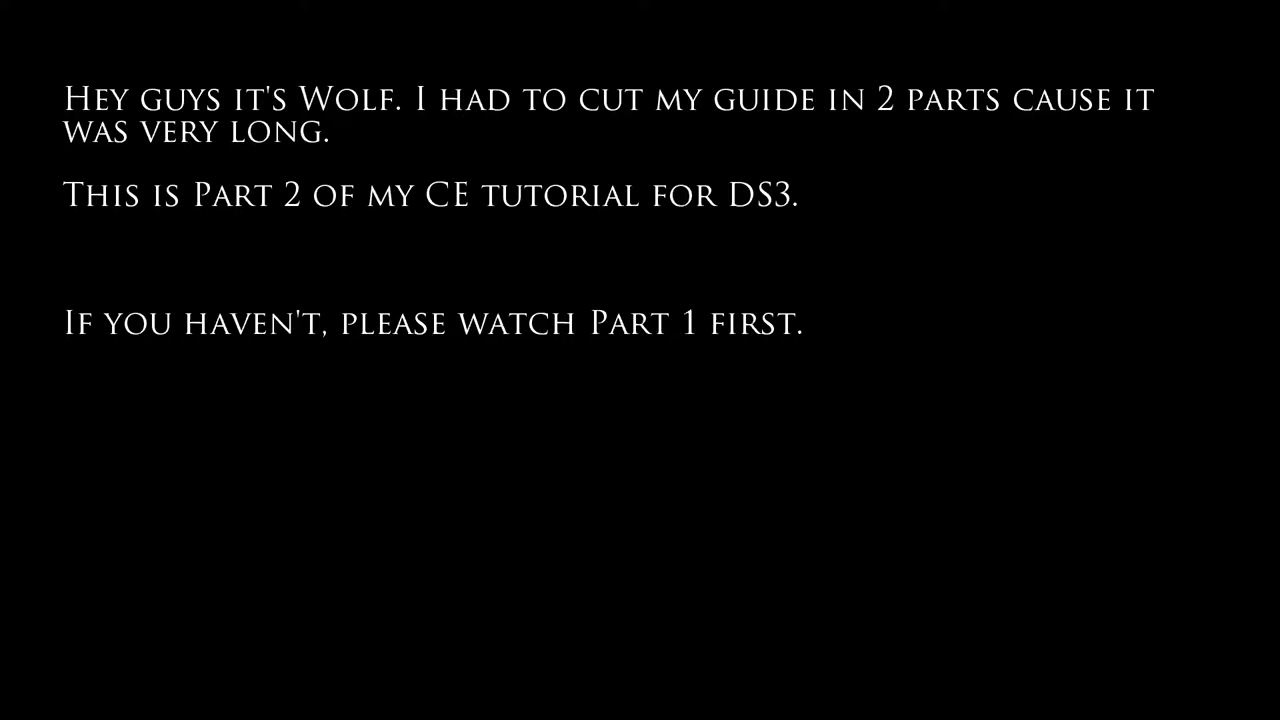 Hey guys it's Wolf. I had to cut my guide in 2 parts cause it
was very long.
This is Part 2 of my CE tutorial for DS3.
If you haven't, please watch Part 1 first.